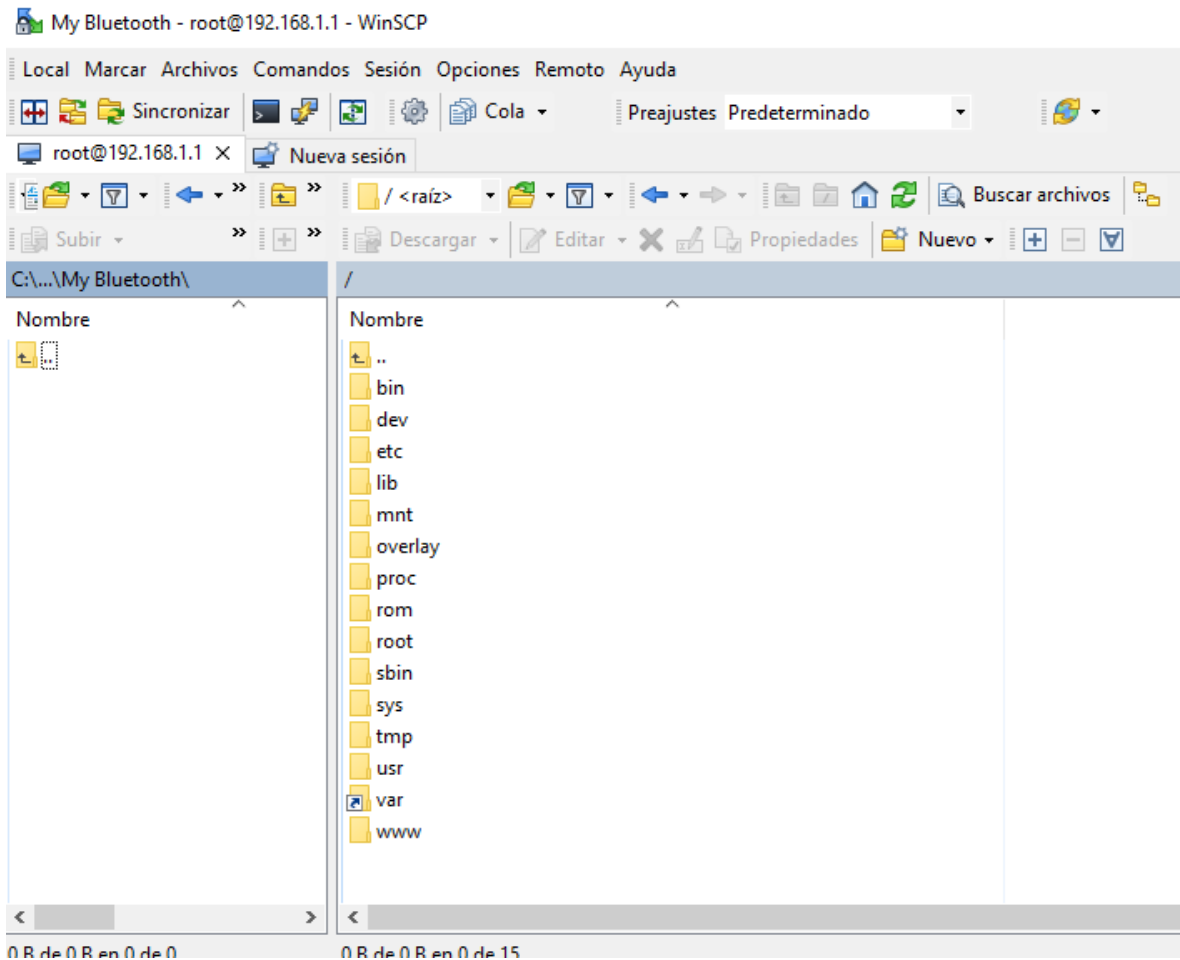 My Bluetooth - root@192.168.1.1 - WinSCP
Local Marcar Archivos Comandos Sesión Opciones Remoto Ayuda
Sincronizar Cola Preajustes Predeterminado
root@192.168.1.1 Nueva sesión
/ <raíz> Buscar archivos
Subir Descargar Editar Propiedades Nuevo
C:\...\My Bluetooth\ /
Nombre Nombre
.. ..
bin
dev
etc
lib
mnt
overlay
proc
rom
root
sbin
sys
tmp
usr
var
www
0 B de 0 B en 0 de 0 0 B de 0 B en 0 de 15